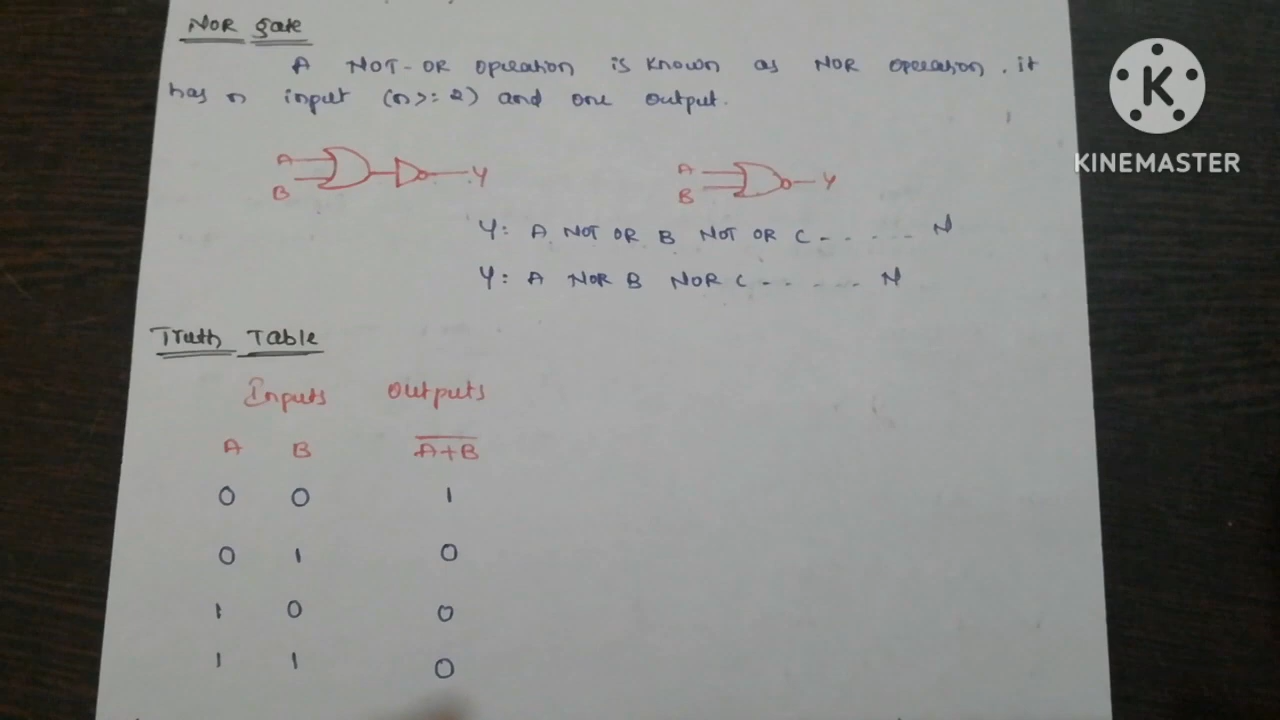 NOR gate
A NOT-OR operation is known as NOR operation. it
has n input (n>=2) and one output.
KINEMASTER
A
B
Y
A
B
Y
Y: A NOT OR B NOT OR C - - - - - - N
Y: A NOR B NOR C - - - - - - N
Truth Table
Inputs Outputs
A B \overline{A+B}
0 0 1
0 1 0
1 0 0
1 1 0